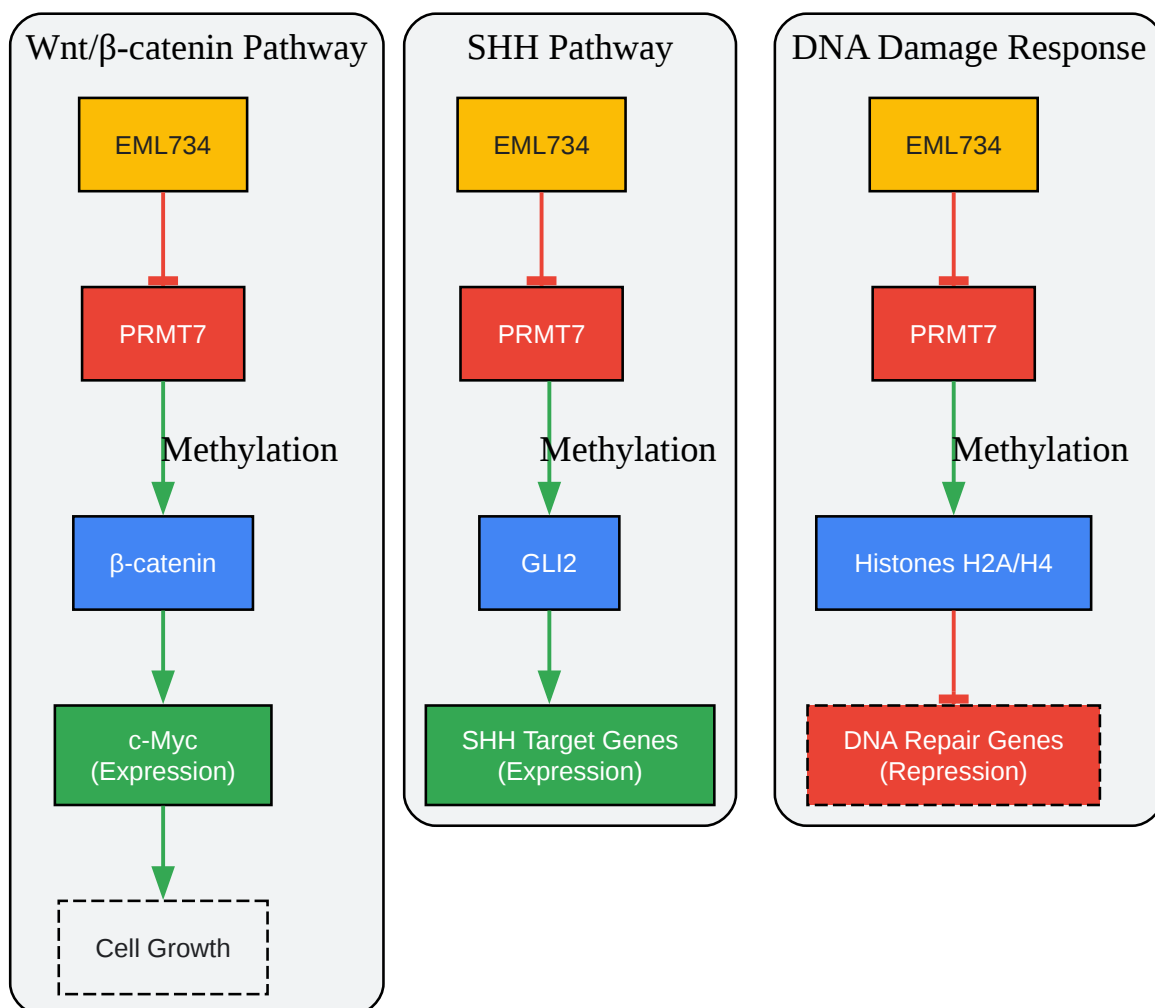 Wnt/β-catenin Pathway
EML734
PRMT7
Methylation
β-catenin
c-Myc
(Expression)
Cell Growth
SHH Pathway
EML734
PRMT7
Methylation
GLI2
SHH Target Genes
(Expression)
DNA Damage Response
EML734
PRMT7
Methylation
Histones H2A/H4
DNA Repair Genes
(Repression)